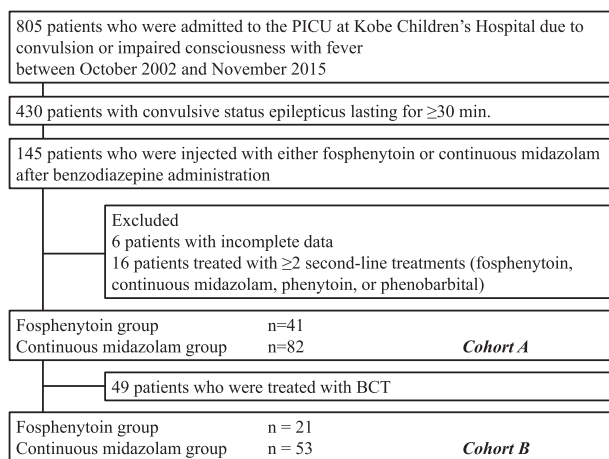 805 patients who were admitted to the PICU at Kobe Children's Hospital due to
convulsion or impaired consciousness with fever
between October 2002 and November 2015
430 patients with convulsive status epilepticus lasting for ≥30 min.
145 patients who were injected with either fosphenytoin or continuous midazolam
after benzodiazepine administration
Excluded
6 patients with incomplete data
16 patients treated with ≥2 second-line treatments (fosphenytoin,
continuous midazolam, phenytoin, or phenobarbital)
Fosphenytoin group n=41
Continuous midazolam group n=82 Cohort A
49 patients who were treated with BCT
Fosphenytoin group n = 21
Continuous midazolam group n = 53 Cohort B